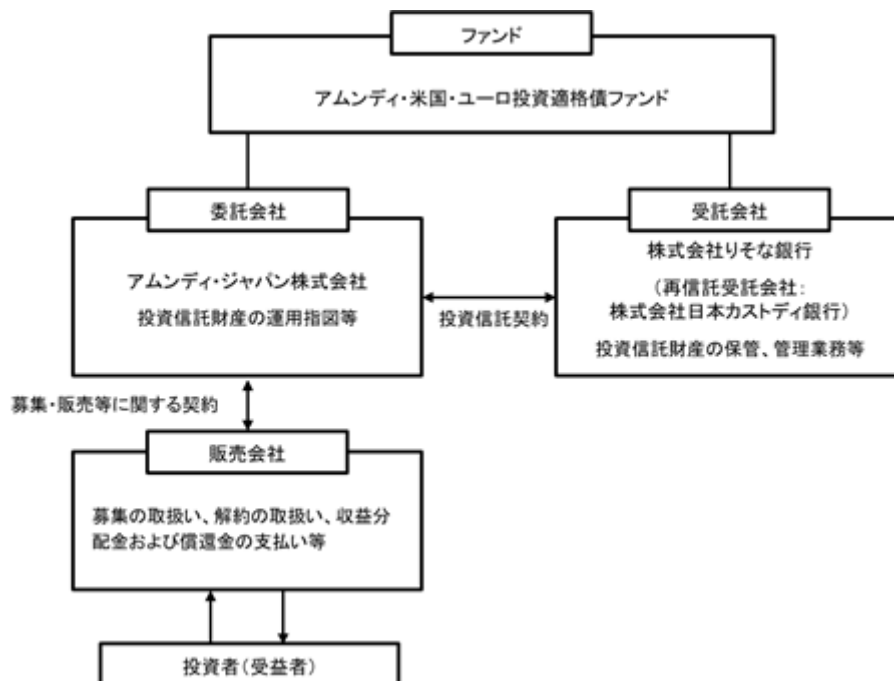 ファンド
アムンディ・米国・ユーロ投資適格債ファンド
委託会社
アムンディ・ジャパン株式会社
投資信託財産の運用指図等
投資信託契約
受託会社
株式会社りそな銀行
（再信託受託会社：
株式会社日本カストディ銀行）
投資信託財産の保管、管理業務等
募集・販売等に関する契約
販売会社
募集の取扱い、解約の取扱い、収益分
配金および償還金の支払い等
投資者（受益者）